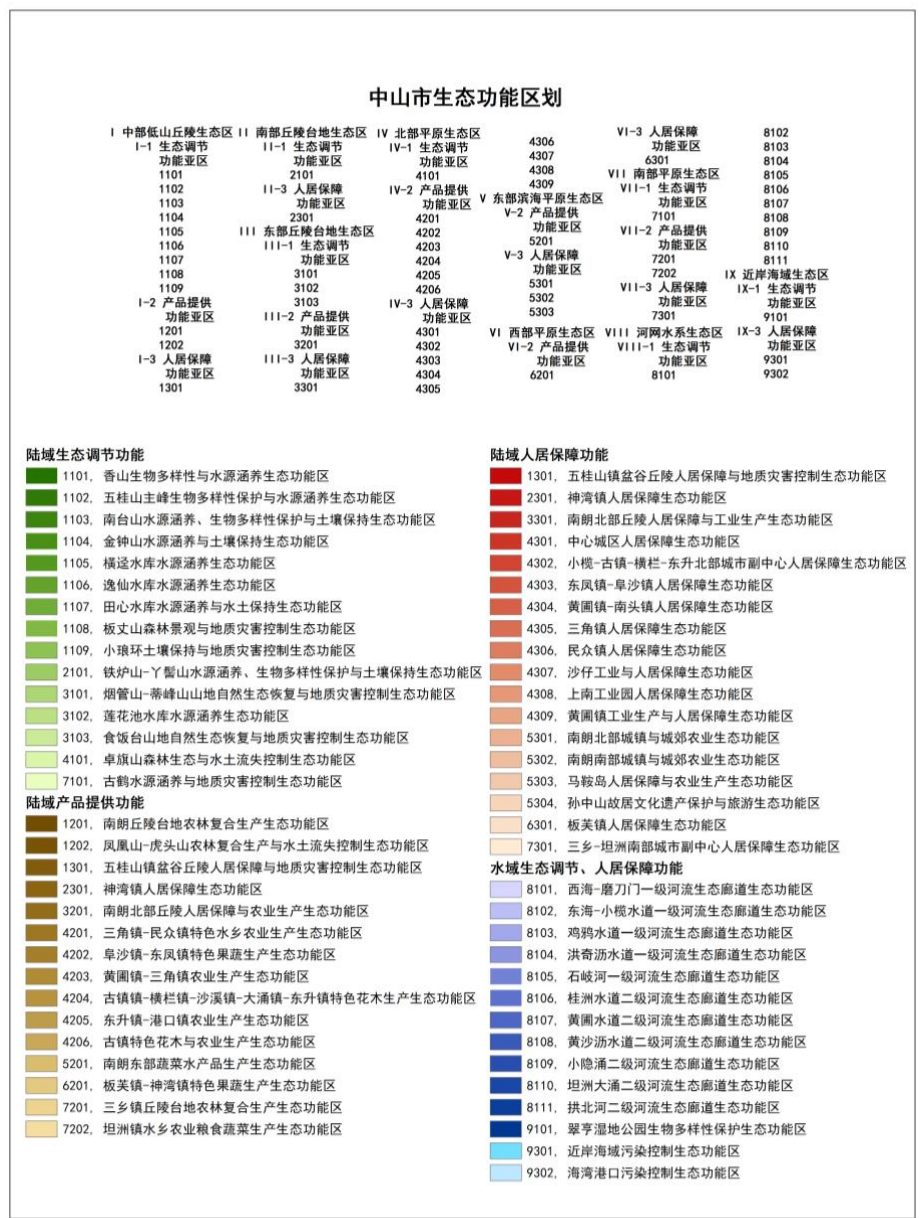 中山市生态功能区划
I 中部低山丘陵生态区
I-1 生态调节
功能亚区
1101
1102
1103
1104
1105
1106
1107
1108
1109
I-2 产品提供
功能亚区
1201
1202
I-3 人居保障
功能亚区
1301
II 南部丘陵台地生态区
II-1 生态调节
功能亚区
2101
II-3 人居保障
功能亚区
2301
III 东部丘陵台地生态区
III-1 生态调节
功能亚区
3101
3102
3103
III-2 产品提供
功能亚区
3201
III-3 人居保障
功能亚区
3301
IV 北部平原生态区
IV-1 生态调节
功能亚区
4101
IV-2 产品提供
功能亚区
4201
4202
4203
4204
4205
4206
IV-3 人居保障
功能亚区
4301
4302
4303
4304
4305
4306
4307
4308
4309
V 东部滨海平原生态区
V-2 产品提供
功能亚区
5201
V-3 人居保障
功能亚区
5301
5302
5303
VI 西部平原生态区
VI-2 产品提供
功能亚区
6201
VI-3 人居保障
功能亚区
6301
VII 南部平原生态区
VII-1 生态调节
功能亚区
7101
VII-2 产品提供
功能亚区
7201
7202
VII-3 人居保障
功能亚区
7301
VIII 河网水系生态区
VIII-1 生态调节
功能亚区
8101
8102
8103
8104
8105
8106
8107
8108
8109
8110
8111
IX 近岸海域生态区
IX-1 生态调节
功能亚区
9101
IX-3 人居保障
功能亚区
9301
9302
陆域生态调节功能
1101, 香山生物多样性与水源涵养生态功能区
1102, 五桂山主峰生物多样性保护与水源涵养生态功能区
1103, 南台山水源涵养、生物多样性保护与土壤保持生态功能区
1104, 金钟山水源涵养与土壤保持生态功能区
1105, 横迳水库水源涵养生态功能区
1106, 逸仙水库水源涵养生态功能区
1107, 田心水库水源涵养与水土保持生态功能区
1108, 板丈山森林景观与地质灾害控制生态功能区
1109, 小琅环土壤保持与地质灾害控制生态功能区
2101, 铁炉山-丫髻山水源涵养、生物多样性保护与土壤保持生态功能区
3101, 烟管山-蒂峰山山地自然生态恢复与地质灾害控制生态功能区
3102, 莲花池水库水源涵养生态功能区
3103, 食饭台山地自然生态恢复与地质灾害控制生态功能区
4101, 卓旗山森林生态与水土流失控制生态功能区
7101, 古鹤水源涵养与地质灾害控制生态功能区
陆域产品提供功能
1201, 南朗丘陵台地农林复合生产生态功能区
1202, 凤凰山-虎头山农林复合生产与水土流失控制生态功能区
1301, 五桂山镇盆谷丘陵人居保障与地质灾害控制生态功能区
2301, 神湾镇人居保障生态功能区
3201, 南朗北部丘陵人居保障与农业生产生态功能区
4201, 三角镇-民众镇特色水乡农业生产生态功能区
4202, 阜沙镇-东凤镇特色果蔬生产生态功能区
4203, 黄圃镇-三角镇农业生产生态功能区
4204, 古镇镇-横栏镇-沙溪镇-大涌镇-东升镇特色花木生产生态功能区
4205, 东升镇-港口镇农业生产生态功能区
4206, 古镇特色花木与农业生产生态功能区
5201, 南朗东部蔬菜水产品生产生态功能区
6201, 板芙镇-神湾镇特色果蔬生产生态功能区
7201, 三乡镇丘陵台地农林复合生产生态功能区
7202, 坦洲镇水乡农业粮食蔬菜生产生态功能区
陆域人居保障功能
1301, 五桂山镇盆谷丘陵人居保障与地质灾害控制生态功能区
2301, 神湾镇人居保障生态功能区
3301, 南朗北部丘陵人居保障与工业生产生态功能区
4301, 中心城区人居保障生态功能区
4302, 小榄-古镇-横栏-东升北部城市副中心人居保障生态功能区
4303, 东凤镇-阜沙镇人居保障生态功能区
4304, 黄圃镇-南头镇人居保障生态功能区
4305, 三角镇人居保障生态功能区
4306, 民众镇人居保障生态功能区
4307, 沙仔工业与人居保障生态功能区
4308, 上南工业园人居保障生态功能区
4309, 黄圃镇工业生产与人居保障生态功能区
5301, 南朗北部城镇与城郊农业生态功能区
5302, 南朗南部城镇与城郊农业生态功能区
5303, 马鞍岛人居保障与农业生产生态功能区
5304, 孙中山故居文化遗产保护与旅游生态功能区
6301, 板芙镇人居保障生态功能区
7301, 三乡-坦洲南部城市副中心人居保障生态功能区
水域生态调节、人居保障功能
8101, 西海-磨刀门一级河流生态廊道生态功能区
8102, 东海-小榄水道一级河流生态廊道生态功能区
8103, 鸡鸦水道一级河流生态廊道生态功能区
8104, 洪奇沥水道一级河流生态廊道生态功能区
8105, 石岐河一级河流生态廊道生态功能区
8106, 桂洲水道二级河流生态廊道生态功能区
8107, 黄圃水道二级河流生态廊道生态功能区
8108, 黄沙沥水道二级河流生态廊道生态功能区
8109, 小隐涌二级河流生态廊道生态功能区
8110, 坦洲大涌二级河流生态廊道生态功能区
8111, 拱北河二级河流生态廊道生态功能区
9101, 翠亨湿地公园生物多样性保护生态功能区
9301, 近岸海域污染控制生态功能区
9302, 海湾港口污染控制生态功能区